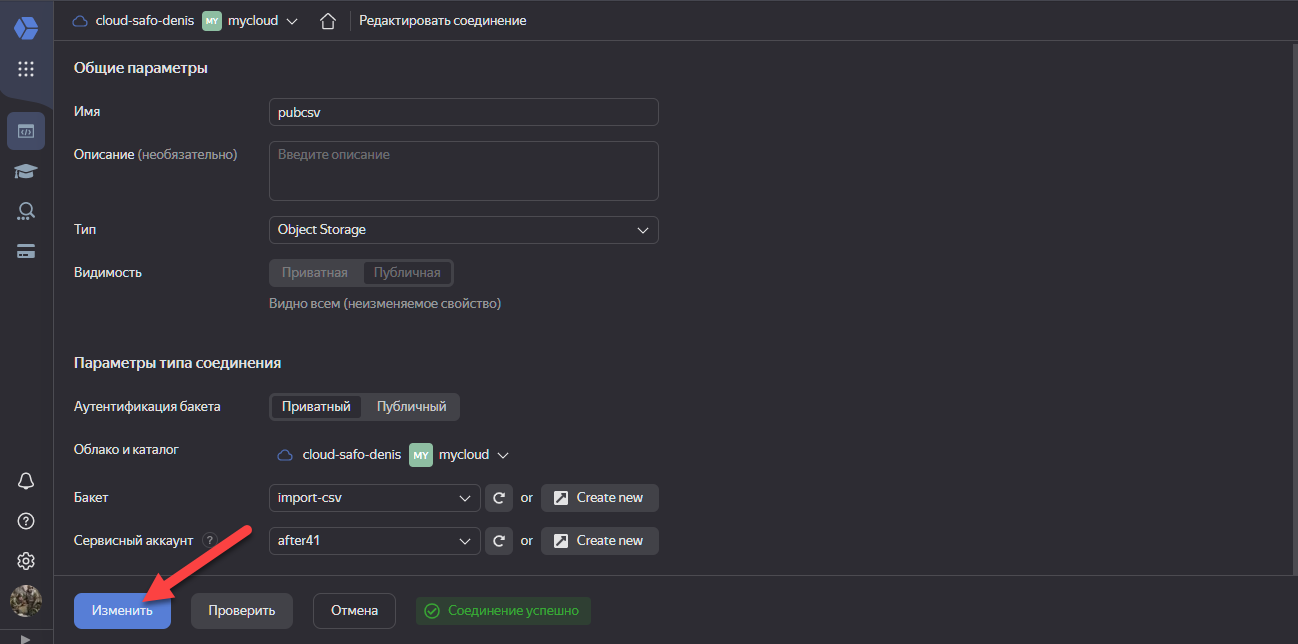 cloud-safo-denis MY mycloud Редактировать соединение
Общие параметры
Имя pubcsv
Описание (необязательно) Введите описание
Тип Object Storage
Видимость Приватная Публичная
Видно всем (неизменяемое свойство)
Параметры типа соединения
Аутентификация бакета Приватный Публичный
Облако и каталог cloud-safo-denis MY mycloud
Бакет import-csv or Create new
Сервисный аккаунт ? after41 or Create new
Изменить Проверить Отмена Соединение успешно